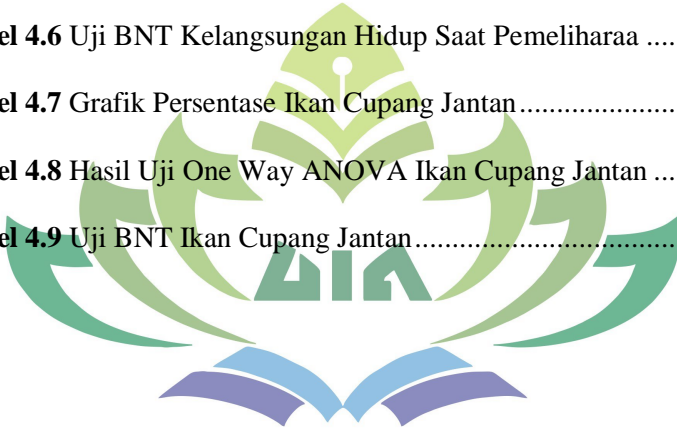 el 4.6 Uji BNT Kelangsungan Hidup Saat Pemeliharaa ....
el 4.7 Grafik Persentase Ikan Cupang Jantan.....................
el 4.8 Hasil Uji One Way ANOVA Ikan Cupang Jantan ...
el 4.9 Uji BNT Ikan Cupang Jantan...................................
UIN